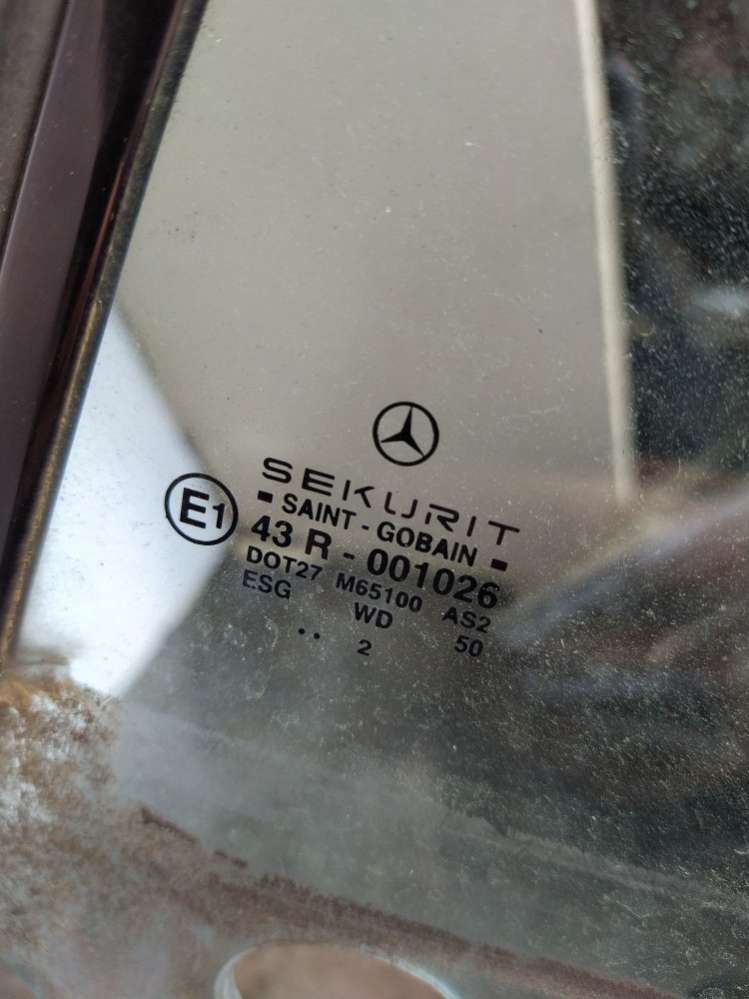 SEKURIT
▪ SAINT - GOBAIN ▪
E1
43 R - 001026
DOT27 M65100 AS2
ESG WD 50
.. 2